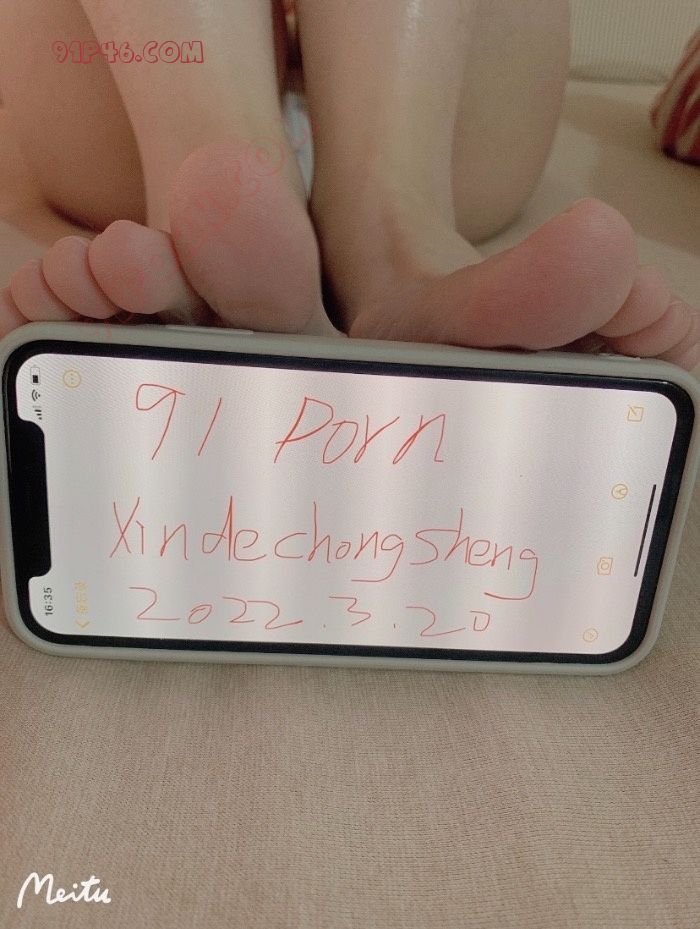 91P46.COM
91 Porn
Xindechongsheng
2022.3.20
16:35
Meitu